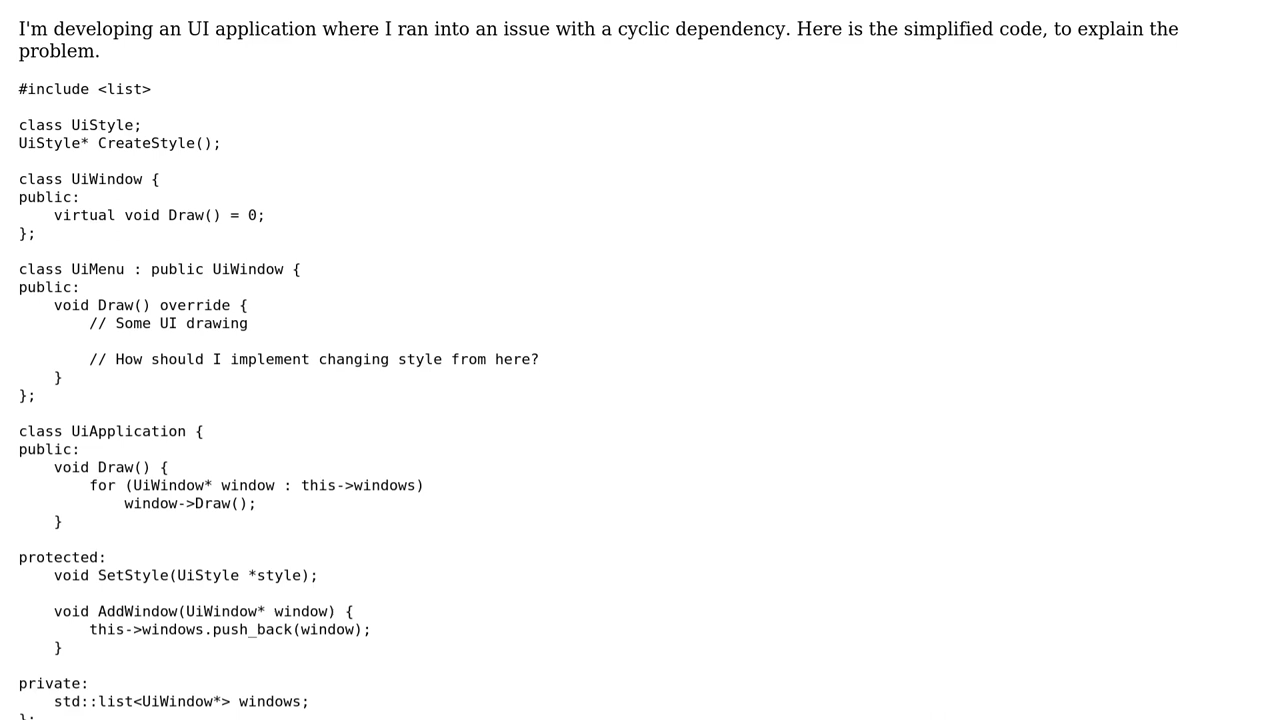 I'm developing an UI application where I ran into an issue with a cyclic dependency. Here is the simplified code, to explain the
problem.
#include <list>
class UiStyle;
UiStyle* CreateStyle();
class UiWindow {
public:
    virtual void Draw() = 0;
};
class UiMenu : public UiWindow {
public:
    void Draw() override {
        // Some UI drawing
        // How should I implement changing style from here?
    }
};
class UiApplication {
public:
    void Draw() {
        for (UiWindow* window : this->windows)
            window->Draw();
    }
protected:
    void SetStyle(UiStyle *style);
    void AddWindow(UiWindow* window) {
        this->windows.push_back(window);
    }
private:
    std::list<UiWindow*> windows;
};